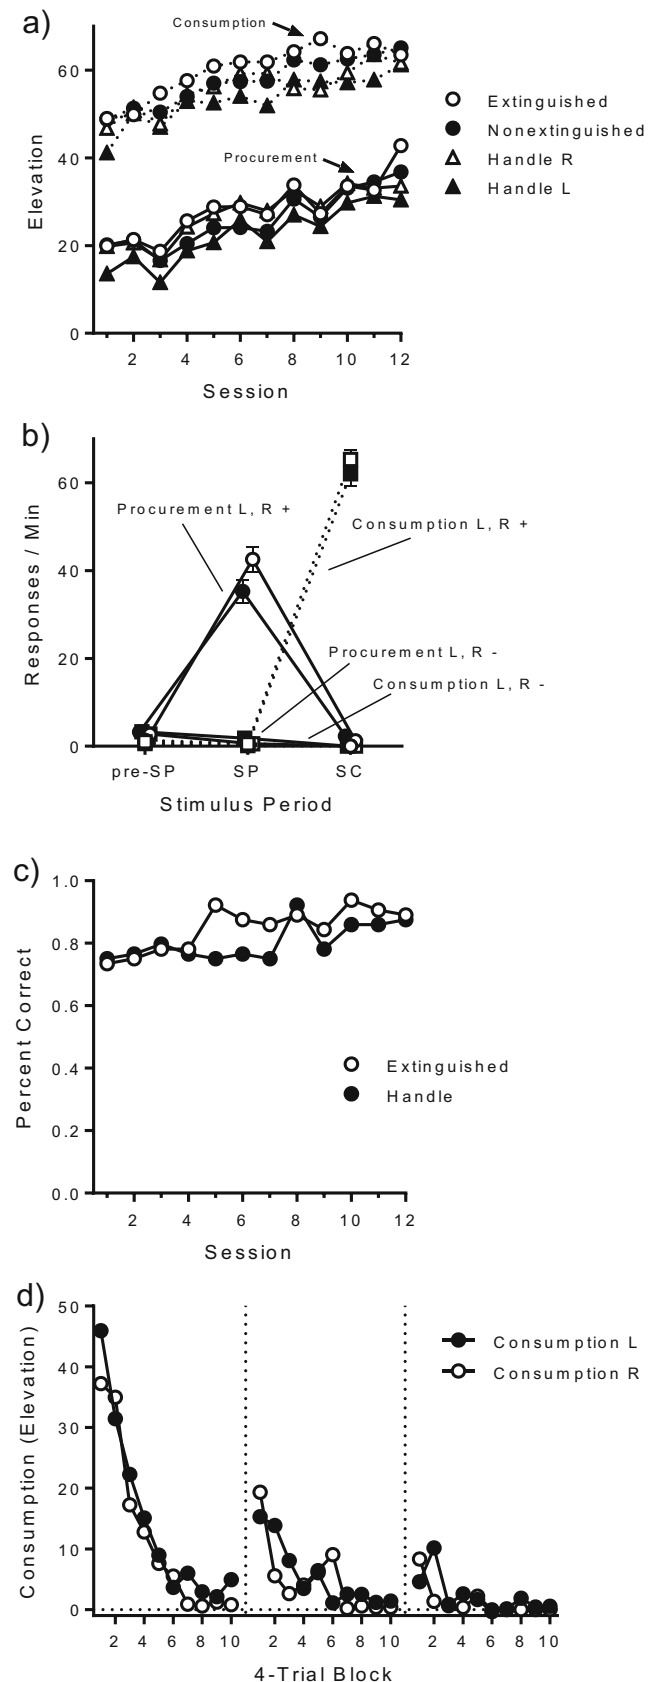 a)
Consumption
60
40
20
0
Elevation
Procurement
Extinguished
Nonextinguished
Handle R
Handle L
2 4 6 8 10 12
Session
b)
60
40
20
0
Responses / Min
Procurement L, R +
Consumption L, R +
Procurement L, R -
Consumption L, R -
pre-SP SP SC
Stimulus Period
c)
1.0
0.8
0.6
0.4
0.2
0.0
Percent Correct
Extinguished
Handle
2 4 6 8 10 12
Session
d)
50
40
30
20
10
0
Consumption (Elevation)
Consumption L
Consumption R
2 4 6 8 10 2 4 6 8 10 2 4 6 8 10
4-Trial Block